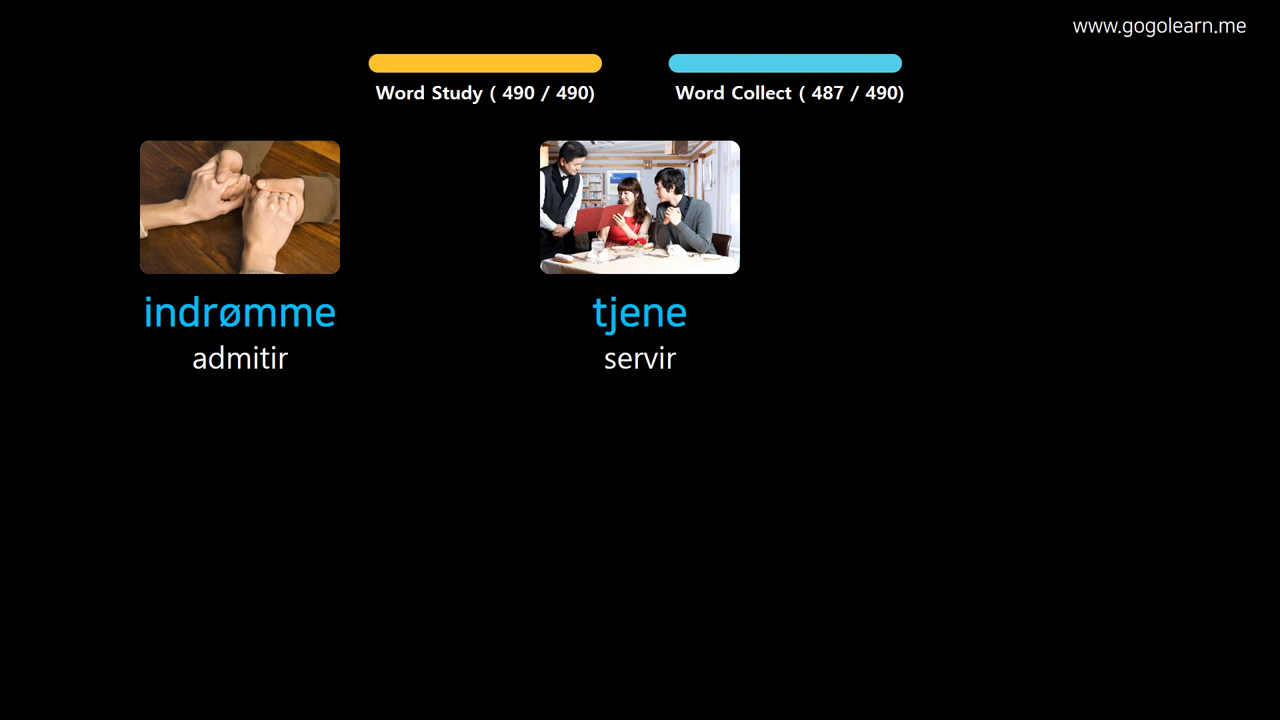 www.gogolearn.me
Word Study ( 490 / 490)
Word Collect ( 487 / 490)
indrømme
admitir
tjene
servir